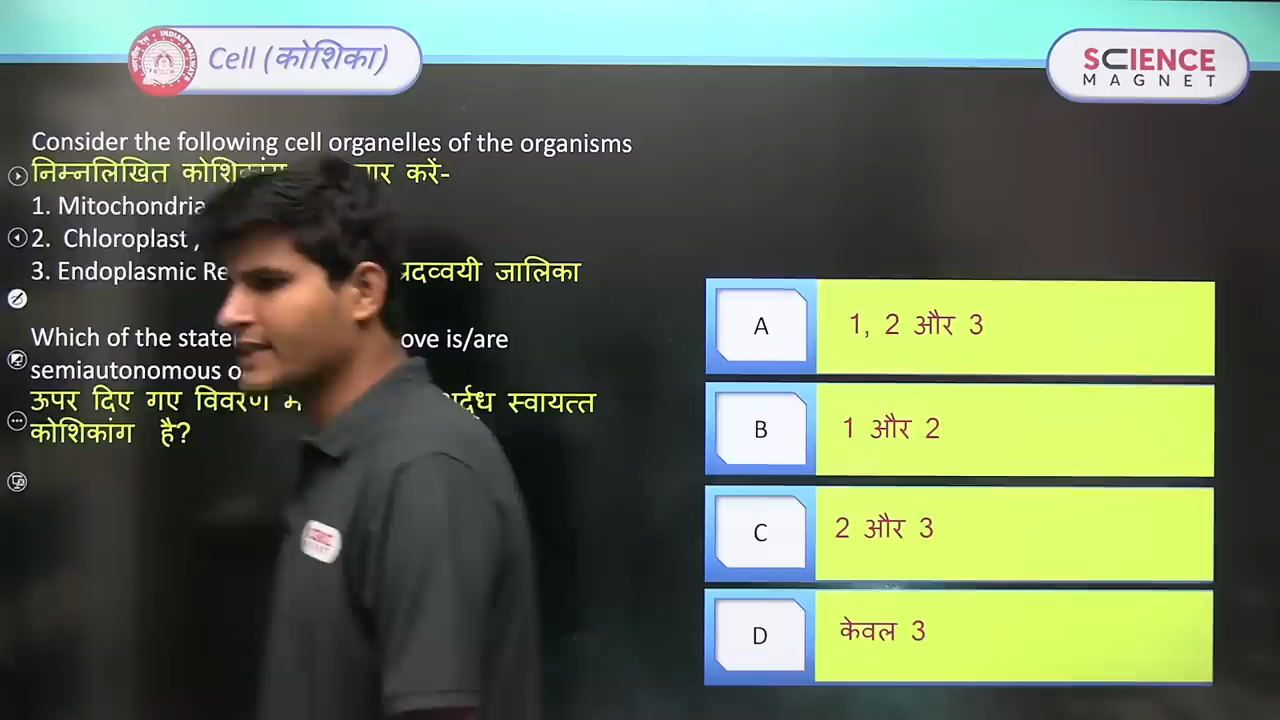 Cell (कोशिका)
SCIENCE
MAGNET
Consider the following cell organelles of the organisms
निम्नलिखित करें-
1. Mitochondria
2. Chloroplast ,
3. Endoplasmic जालिका
Which of the is/are
semiautonomous
ऊपर दिए गए विवरण स्वायत्त
कोशिकांग है?
A 1, 2 और 3
B 1 और 2
C 2 और 3
D केवल 3